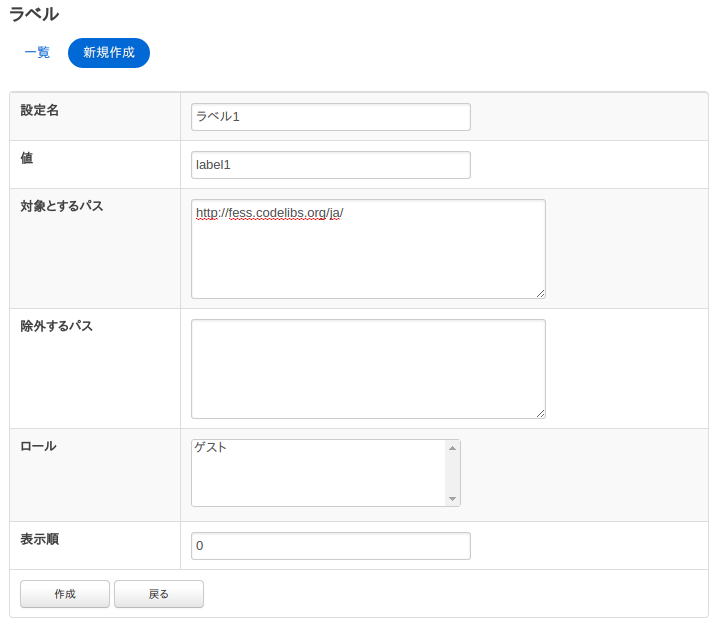 ラベル
一覧 新規作成
設定名 ラベル1
値 label1
対象とするパス http://fess.codelibs.org/ja/
除外するパス
ロール ゲスト
表示順 0
作成 戻る